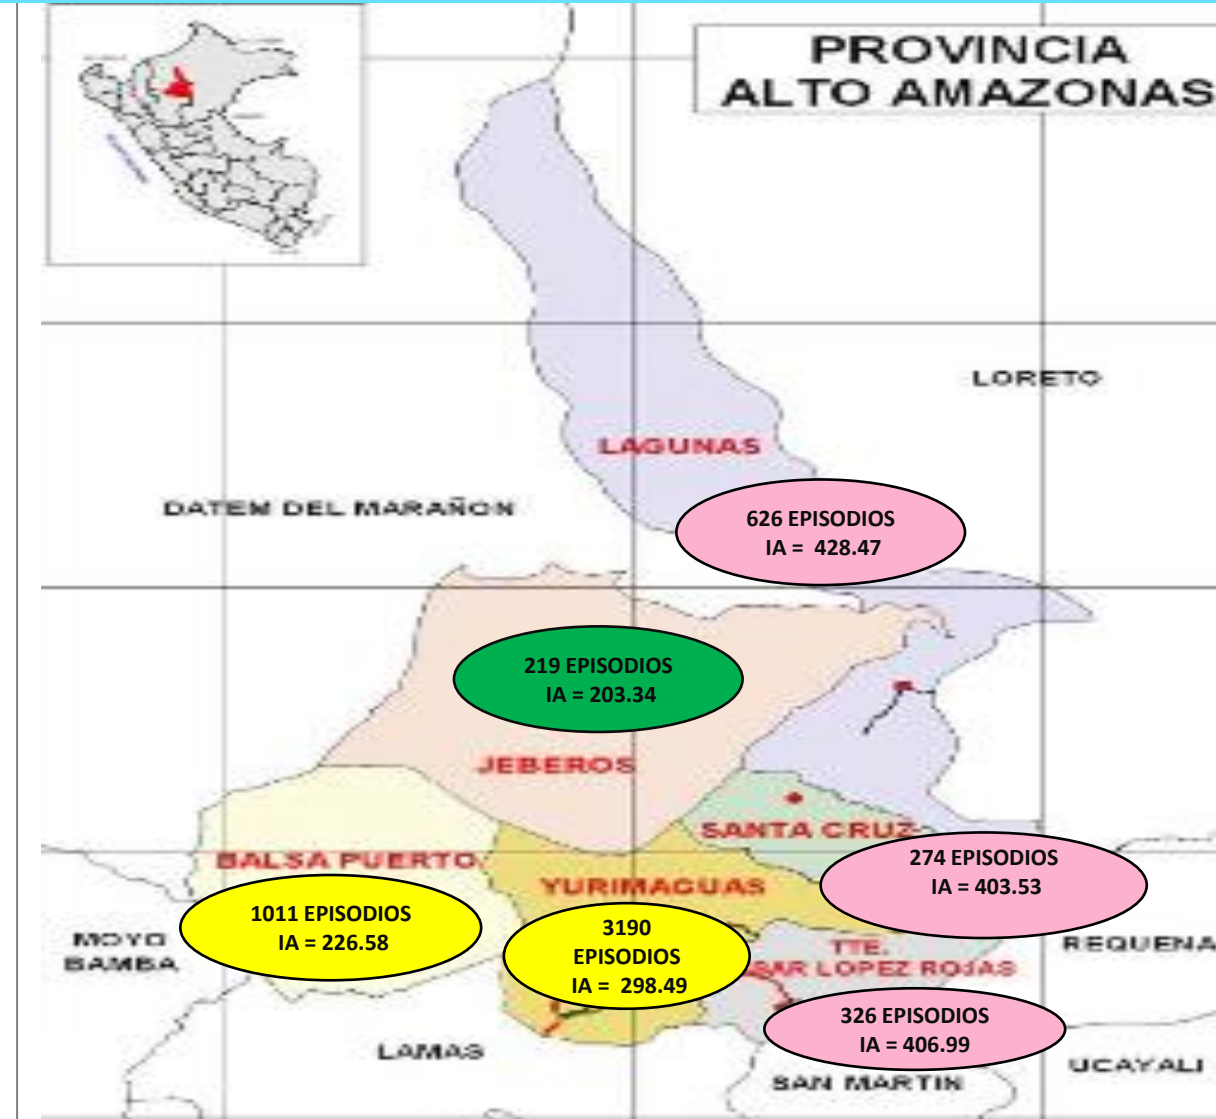 PROVINCIA
ALTO AMAZONAS
LORETO
LAGUNAS
DATEM DEL MARAÑON
626 EPISODIOS
IA = 428.47
219 EPISODIOS
IA = 203.34
JEBEROS
SANTA CRUZ
BALSA PUERTO
YURIMAGUAS
274 EPISODIOS
IA = 403.53
1011 EPISODIOS
IA = 226.58
3190
EPISODIOS
IA = 298.49
MOYO
BAMBA
TTE.
SAR LOPEZ ROJAS
REQUENA
326 EPISODIOS
IA = 406.99
LAMAS
SAN MARTIN
UCAYALI